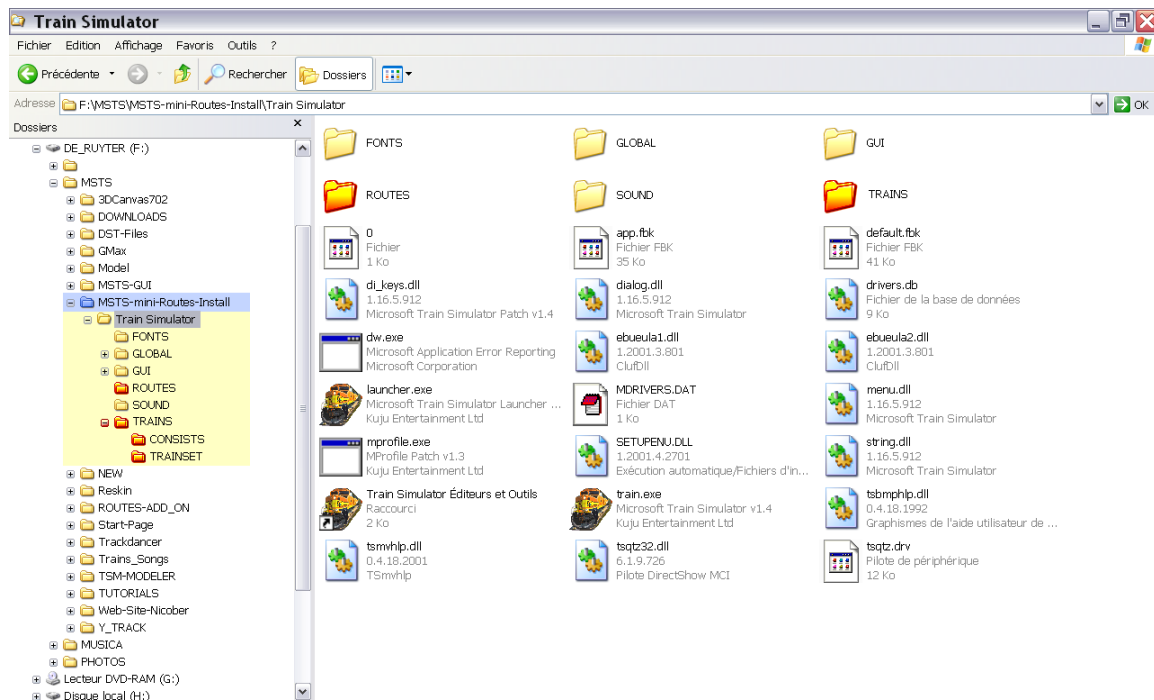 Train Simulator
Fichier Edition Affichage Favoris Outils ?
Précédente Rechercher Dossiers
Adresse F:\MSTS\MSTS-mini-Routes-Install\Train Simulator OK
Dossiers x
DE_RUYTER (F:)
MSTS
3DCanvas702
DOWNLOADS
DST-Files
GMax
Model
MSTS-GUI
MSTS-mini-Routes-Install
Train Simulator
FONTS
GLOBAL
GUI
ROUTES
SOUND
TRAINS
CONSISTS
TRAINSET
NEW
Reskin
ROUTES-ADD_ON
Start-Page
Trackdancer
Trains_Songs
TSM-MODELER
TUTORIALS
Web-Site-Nicober
Y_TRACK
MUSICA
PHOTOS
Lecteur DVD-RAM (G:)
Disque local (H:)
FONTS
GLOBAL
GUI
ROUTES
SOUND
TRAINS
0
Fichier
1 Ko
app.fbk
Fichier FBK
35 Ko
default.fbk
Fichier FBK
41 Ko
di_keys.dll
1.16.5.912
Microsoft Train Simulator Patch v1.4
dialog.dll
1.16.5.912
Microsoft Train Simulator
drivers.db
Fichier de la base de données
9 Ko
dw.exe
Microsoft Application Error Reporting
Microsoft Corporation
ebueula1.dll
1.2001.3.801
ClufDll
ebueula2.dll
1.2001.3.801
ClufDll
launcher.exe
Microsoft Train Simulator Launcher ...
Kuju Entertainment Ltd
MDRIVERS.DAT
Fichier DAT
1 Ko
menu.dll
1.16.5.912
Microsoft Train Simulator
mprofile.exe
MProfile Patch v1.3
Kuju Entertainment Ltd
SETUPENU.DLL
1.2001.4.2701
Exécution automatique/Fichiers d'in...
string.dll
1.16.5.912
Microsoft Train Simulator
Train Simulator Éditeurs et Outils
Raccourci
2 Ko
train.exe
Microsoft Train Simulator v1.4
Kuju Entertainment Ltd
tsbmphlp.dll
0.4.18.1992
Graphismes de l'aide utilisateur de ...
tsmvhlp.dll
0.4.18.2001
TSmvhlp
tsqtz32.dll
6.1.9.726
Pilote DirectShow MCI
tsqtz.drv
Pilote de périphérique
12 Ko